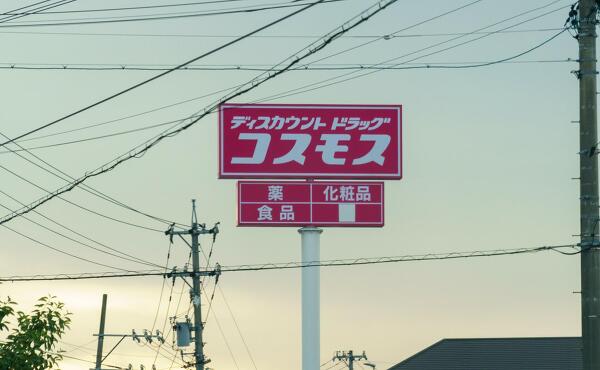 ディスカウント ドラッグ
コスモス
薬 化粧品
食品